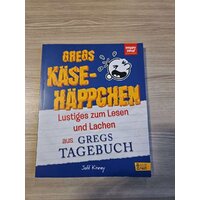 GREGS
KÄSE-
HÄPPCHEN
Lustiges zum Lesen
und Lachen
aus GREGS
TAGEBUCH
Jeff Kinney